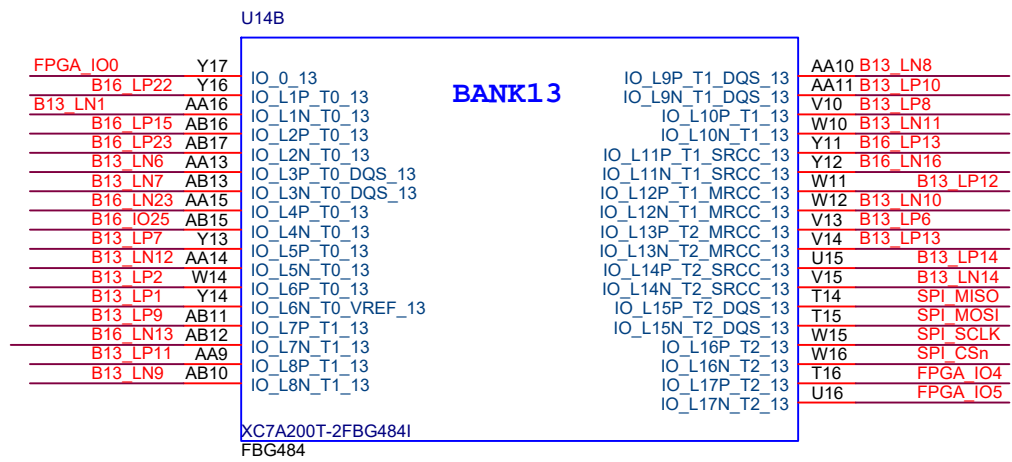 U14B
BANK13
FPGA_IO0 Y17 IO_0_13
B16_LP22 Y16 IO_L1P_T0_13
B13_LN1 AA16 IO_L1N_T0_13
B16_LP15 AB16 IO_L2P_T0_13
B16_LP23 AB17 IO_L2N_T0_13
B13_LN6 AA13 IO_L3P_T0_DQS_13
B13_LN7 AB13 IO_L3N_T0_DQS_13
B16_LN23 AA15 IO_L4P_T0_13
B16_IO25 AB15 IO_L4N_T0_13
B13_LP7 Y13 IO_L5P_T0_13
B13_LN12 AA14 IO_L5N_T0_13
B13_LP2 W14 IO_L6P_T0_13
B13_LP1 Y14 IO_L6N_T0_VREF_13
B13_LP9 AB11 IO_L7P_T1_13
B16_LN13 AB12 IO_L7N_T1_13
B13_LP11 AA9 IO_L8P_T1_13
B13_LN9 AB10 IO_L8N_T1_13
IO_L9P_T1_DQS_13 AA10 B13_LN8
IO_L9N_T1_DQS_13 AA11 B13_LP10
IO_L10P_T1_13 V10 B13_LP8
IO_L10N_T1_13 W10 B13_LN11
IO_L11P_T1_SRCC_13 Y11 B16_LP13
IO_L11N_T1_SRCC_13 Y12 B16_LN16
IO_L12P_T1_MRCC_13 W11 B13_LP12
IO_L12N_T1_MRCC_13 W12 B13_LN10
IO_L13P_T2_MRCC_13 V13 B13_LP6
IO_L13N_T2_MRCC_13 V14 B13_LP13
IO_L14P_T2_SRCC_13 U15 B13_LP14
IO_L14N_T2_SRCC_13 V15 B13_LN14
IO_L15P_T2_DQS_13 T14 SPI_MISO
IO_L15N_T2_DQS_13 T15 SPI_MOSI
IO_L16P_T2_13 W15 SPI_SCLK
IO_L16N_T2_13 W16 SPI_CSn
IO_L17P_T2_13 T16 FPGA_IO4
IO_L17N_T2_13 U16 FPGA_IO5
XC7A200T-2FBG484I
FBG484